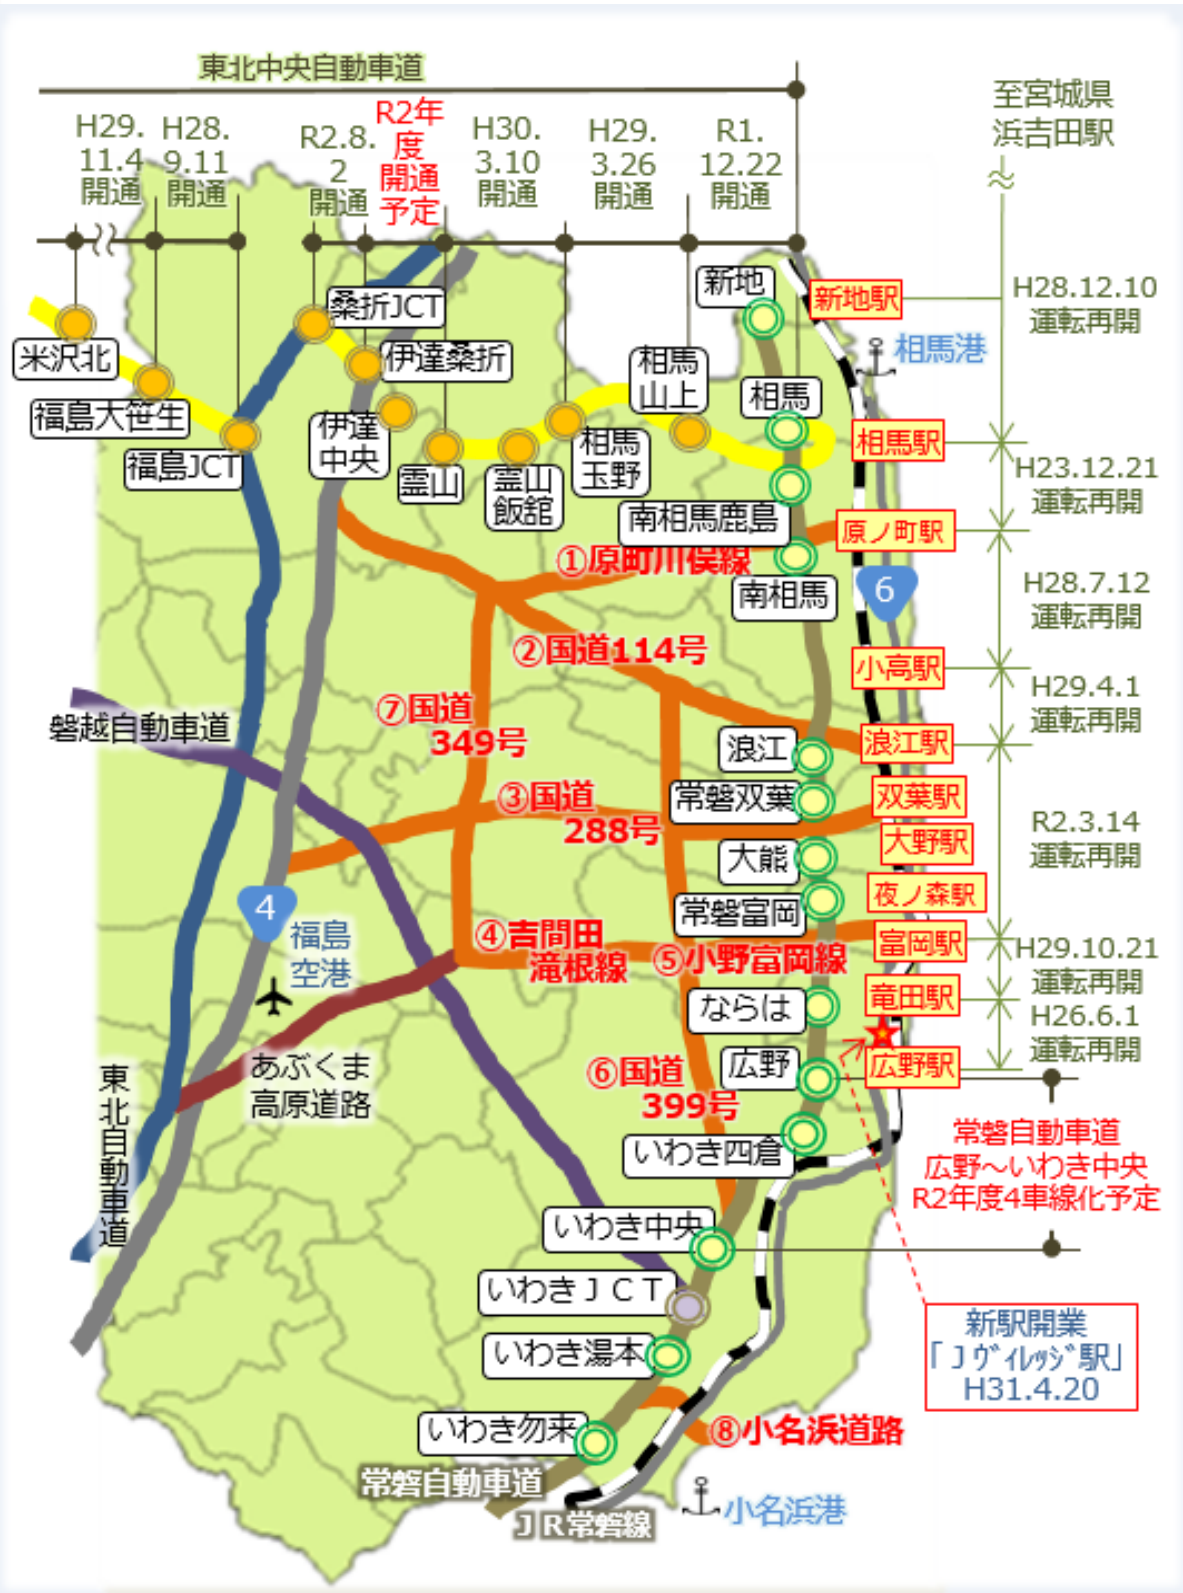 東北中央自動車道
至宮城県
浜吉田駅
H29.
11.4
開通
H28.
9.11
開通
R2.8.
2
開通
R2年
度
開通
予定
H30.
3.10
開通
H29.
3.26
開通
R1.
12.22
開通
新地
新地駅
H28.12.10
運転再開
桑折JCT
米沢北
伊達桑折
相馬
山上
相馬港
福島大笹生
相馬
福島JCT
伊達
中央
霊山
霊山
飯舘
相馬
玉野
相馬駅
H23.12.21
運転再開
南相馬鹿島
原ノ町駅
①原町川俣線
南相馬
6
H28.7.12
運転再開
②国道114号
小高駅
H29.4.1
運転再開
⑦国道
349号
磐越自動車道
浪江
浪江駅
③国道
288号
常磐双葉
双葉駅
大野駅
R2.3.14
運転再開
大熊
夜ノ森駅
常磐富岡
4
福島
空港
④吉間田
滝根線
⑤小野富岡線
富岡駅
H29.10.21
運転再開
ならは
竜田駅
H26.6.1
運転再開
あぶくま
高原道路
⑥国道
399号
広野
広野駅
東北自動車道
いわき四倉
常磐自動車道
広野～いわき中央
R2年度4車線化予定
いわき中央
いわきＪＣＴ
いわき湯本
新駅開業
「Ｊヴィレッジ駅」
H31.4.20
いわき勿来
⑧小名浜道路
常磐自動車道
ＪＲ常磐線
小名浜港